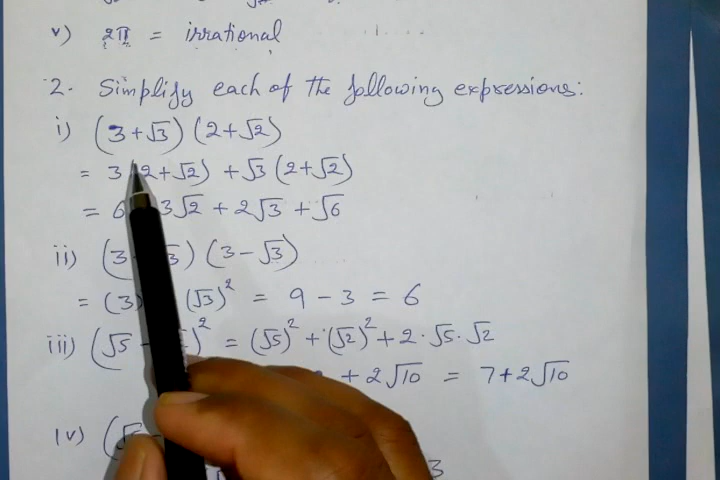 v) 2π = irrational
2. Simplify each of the following expressions:
i) (3+√3) (2+√2)
= 3 2+√2) + √3 (2+√2)
= 6 3√2 + 2√3 + √6
ii) (3 3) (3-√3)
= (3) (√3)² = 9 - 3 = 6
iii) (√5 )² = (√5)² + (√2)² + 2·√5·√2
+ 2√10 = 7+2√10
iv) (√5
3